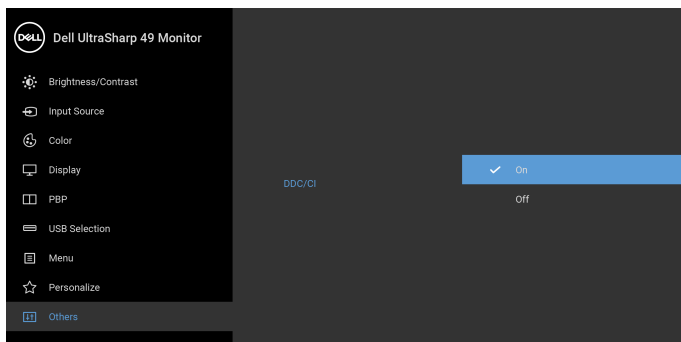 DELL
Dell UltraSharp 49 Monitor
Brightness/Contrast
Input Source
Color
Display
PBP
USB Selection
Menu
Personalize
Others
DDC/CI
On
Off